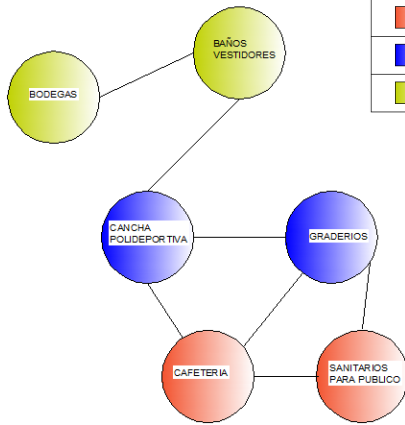 BAÑOS
VESTIDORES
BODEGAS
CANCHA
POLIDEPORTIVA
GRADERIOS
CAFETERIA
SANITARIOS
PARA PUBLICO